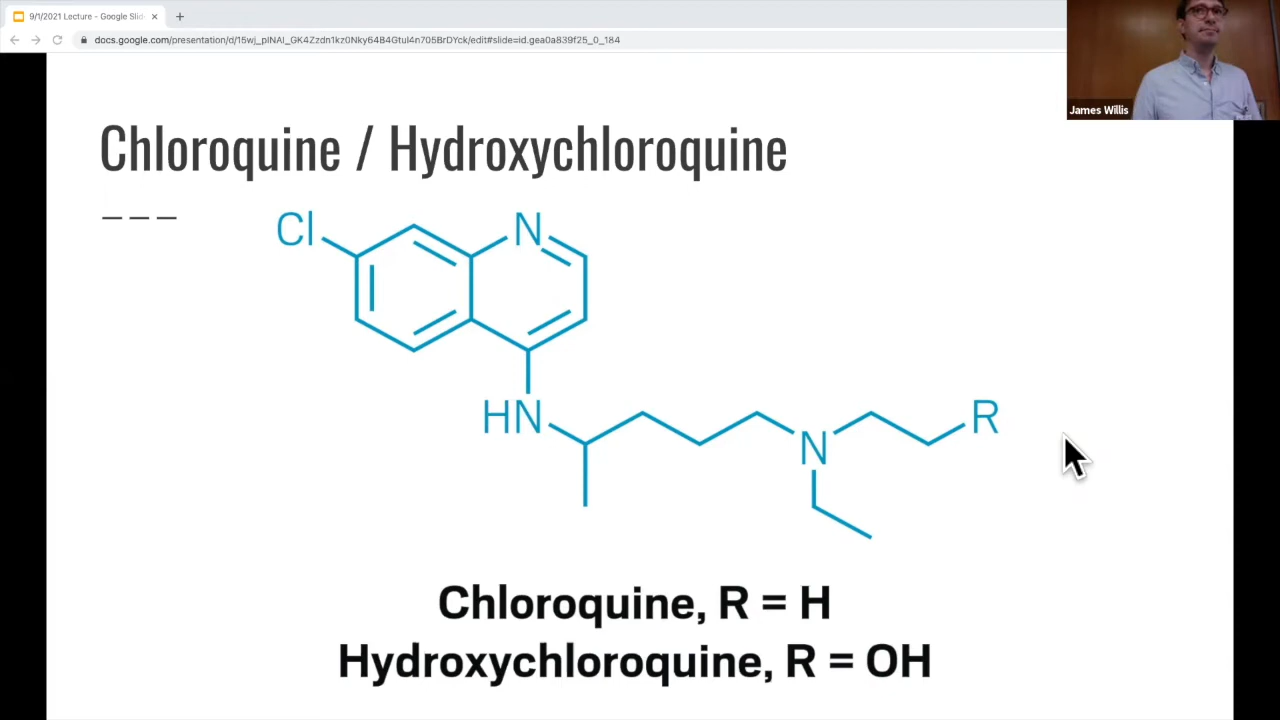 9/1/2021 Lecture - Google Slid
docs.google.com/presentation/d/15wj_pINAI_GK4Zzdn1kz0Nky64B4GtuI4n705BrDYck/edit#slide=id.gea0a839f25_0_184
James Willis
Chloroquine / Hydroxychloroquine
Cl
N
HN
N
R
Chloroquine, R = H
Hydroxychloroquine, R = OH